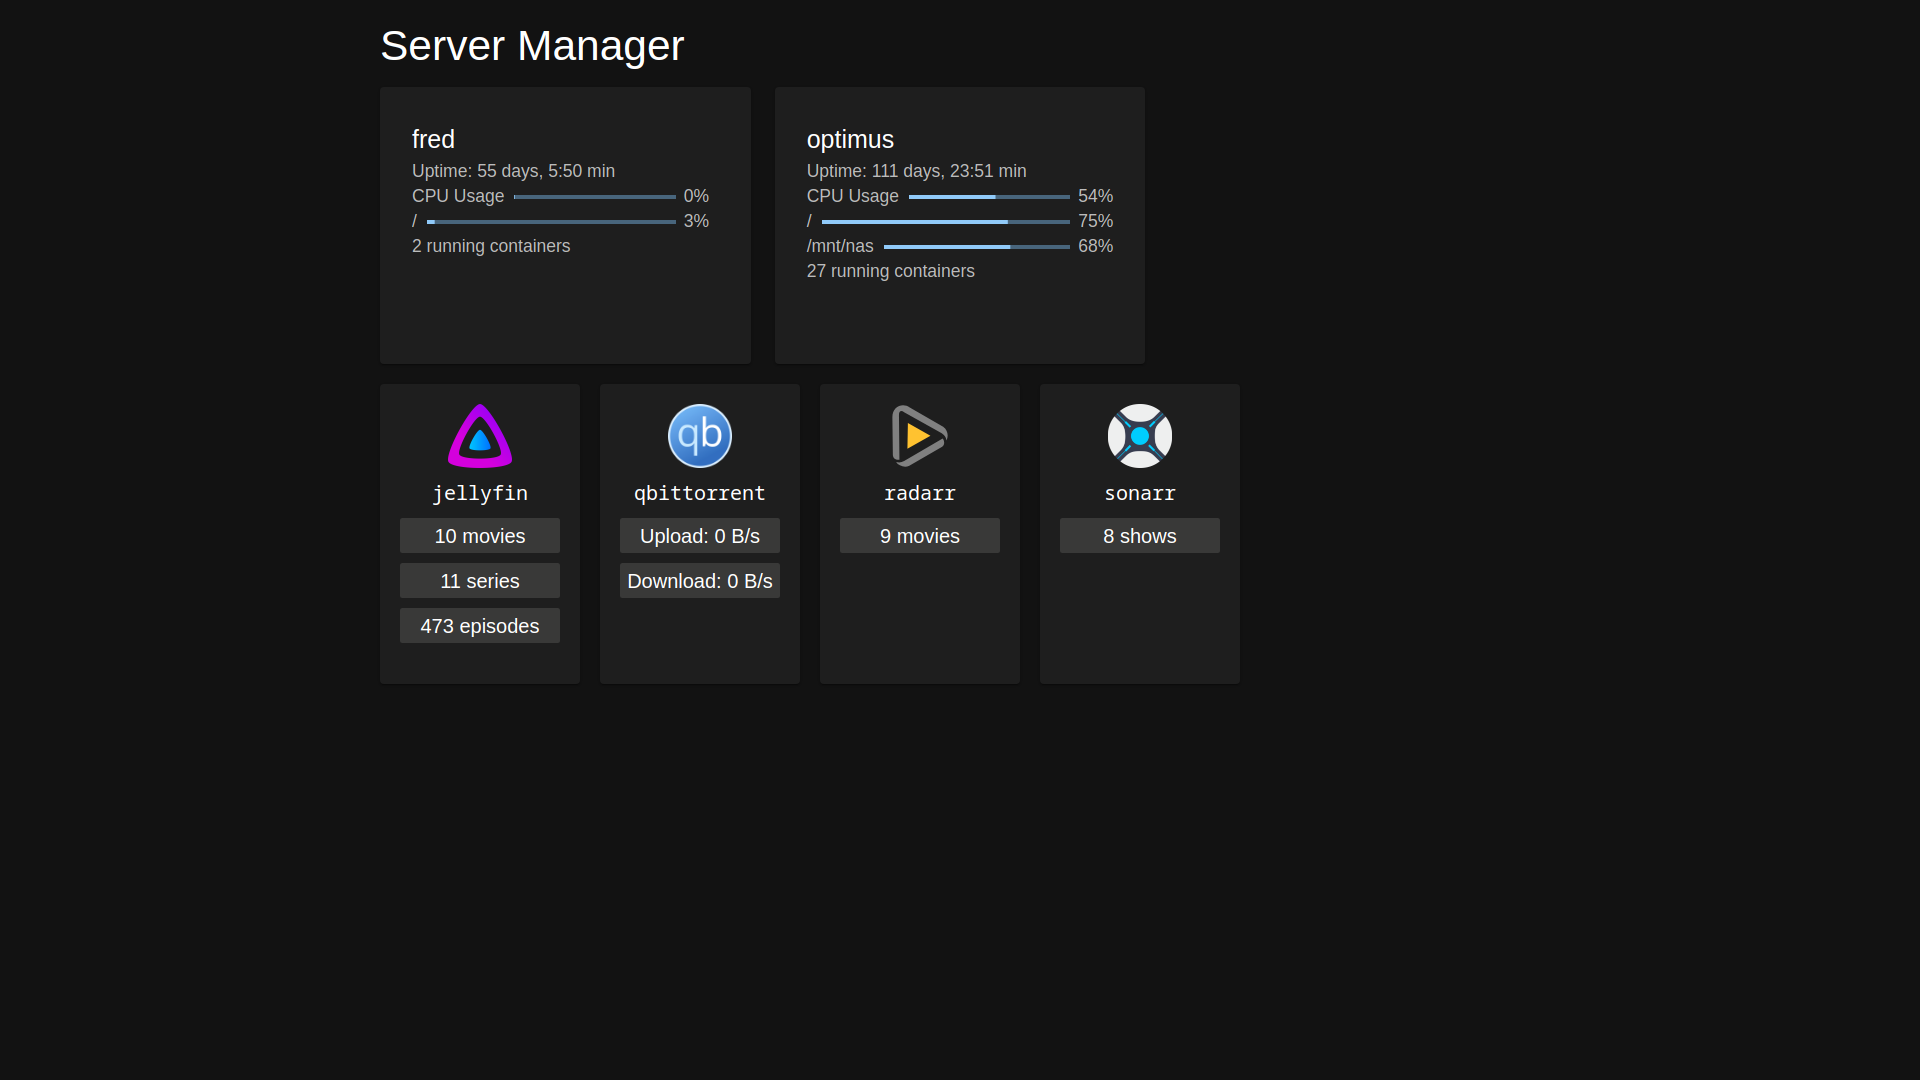 Server Manager
fred
Uptime: 55 days, 5:50 min
CPU Usage 0%
/ 3%
2 running containers
optimus
Uptime: 111 days, 23:51 min
CPU Usage 54%
/ 75%
/mnt/nas 68%
27 running containers
jellyfin
10 movies
11 series
473 episodes
qb
qbittorrent
Upload: 0 B/s
Download: 0 B/s
radarr
9 movies
sonarr
8 shows